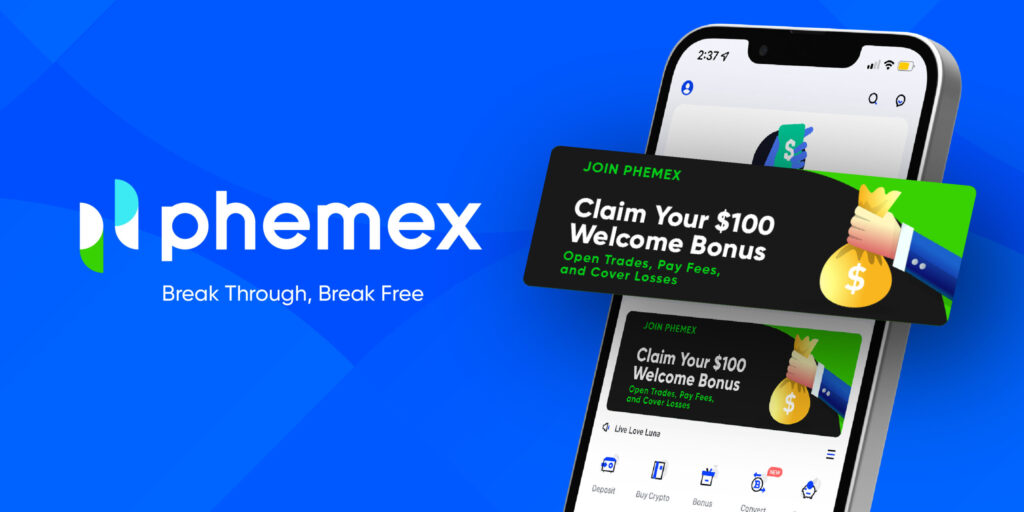 phemex
Break Through, Break Free
2:37
JOIN PHEMEX
Claim Your $100
Welcome Bonus
Open Trades, Pay Fees,
and Cover Losses
$
$
JOIN PHEMEX
Claim Your $100
Welcome Bonus
Open Trades, Pay Fees,
and Cover Losses
$
Live Love Luna
NEW
Deposit
Buy Crypto
Bonus
Convert